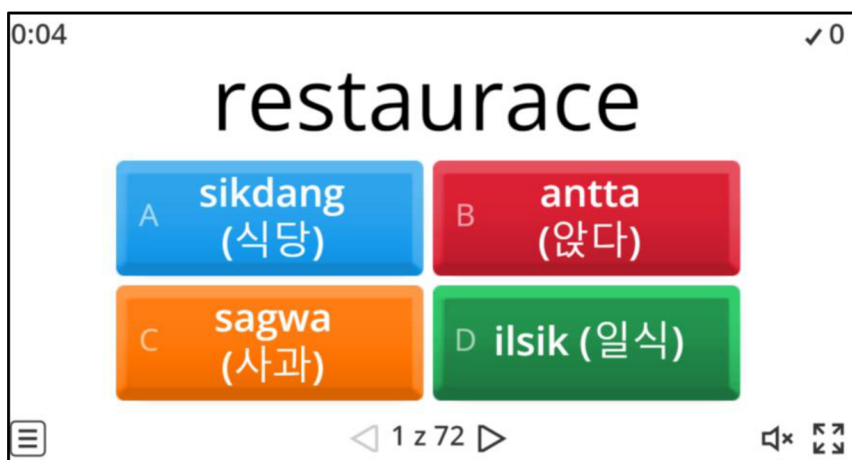 0:04
✓ 0
restaurace
A
sikdang
(식당)
B
antta
(앉다)
C
sagwa
(사과)
D
ilsik (일식)
1 z 72